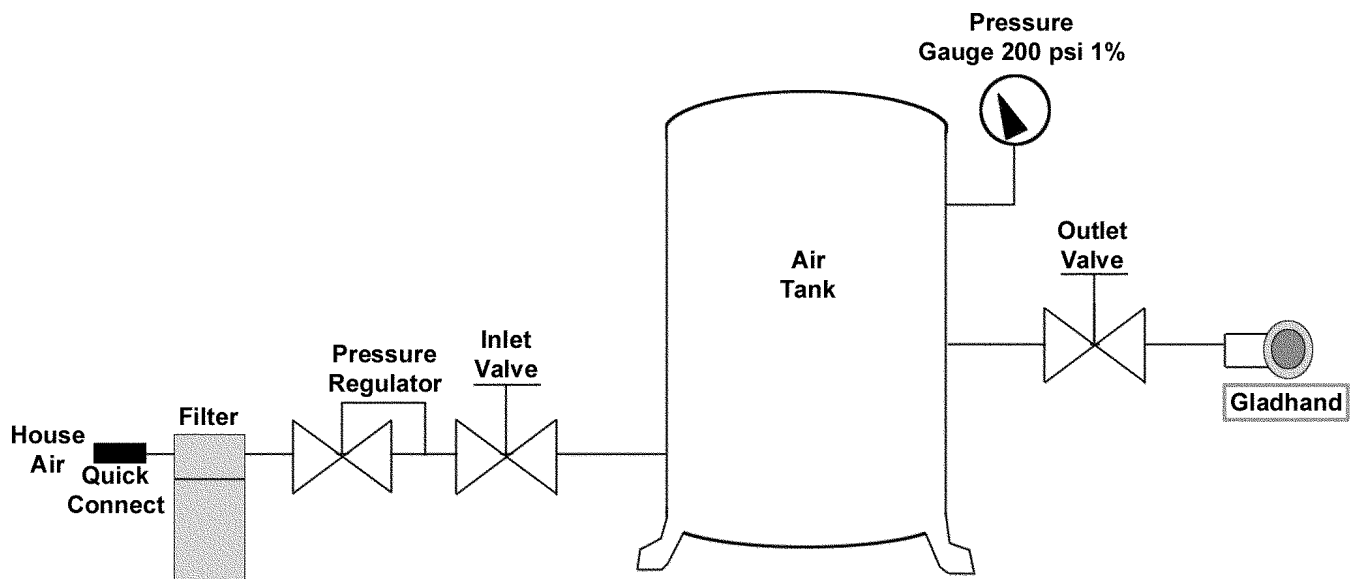 Pressure
Gauge 200 psi 1%
Air
Tank
Outlet
Valve
Gladhand
Inlet
Valve
Pressure
Regulator
Filter
House
Air
Quick
Connect